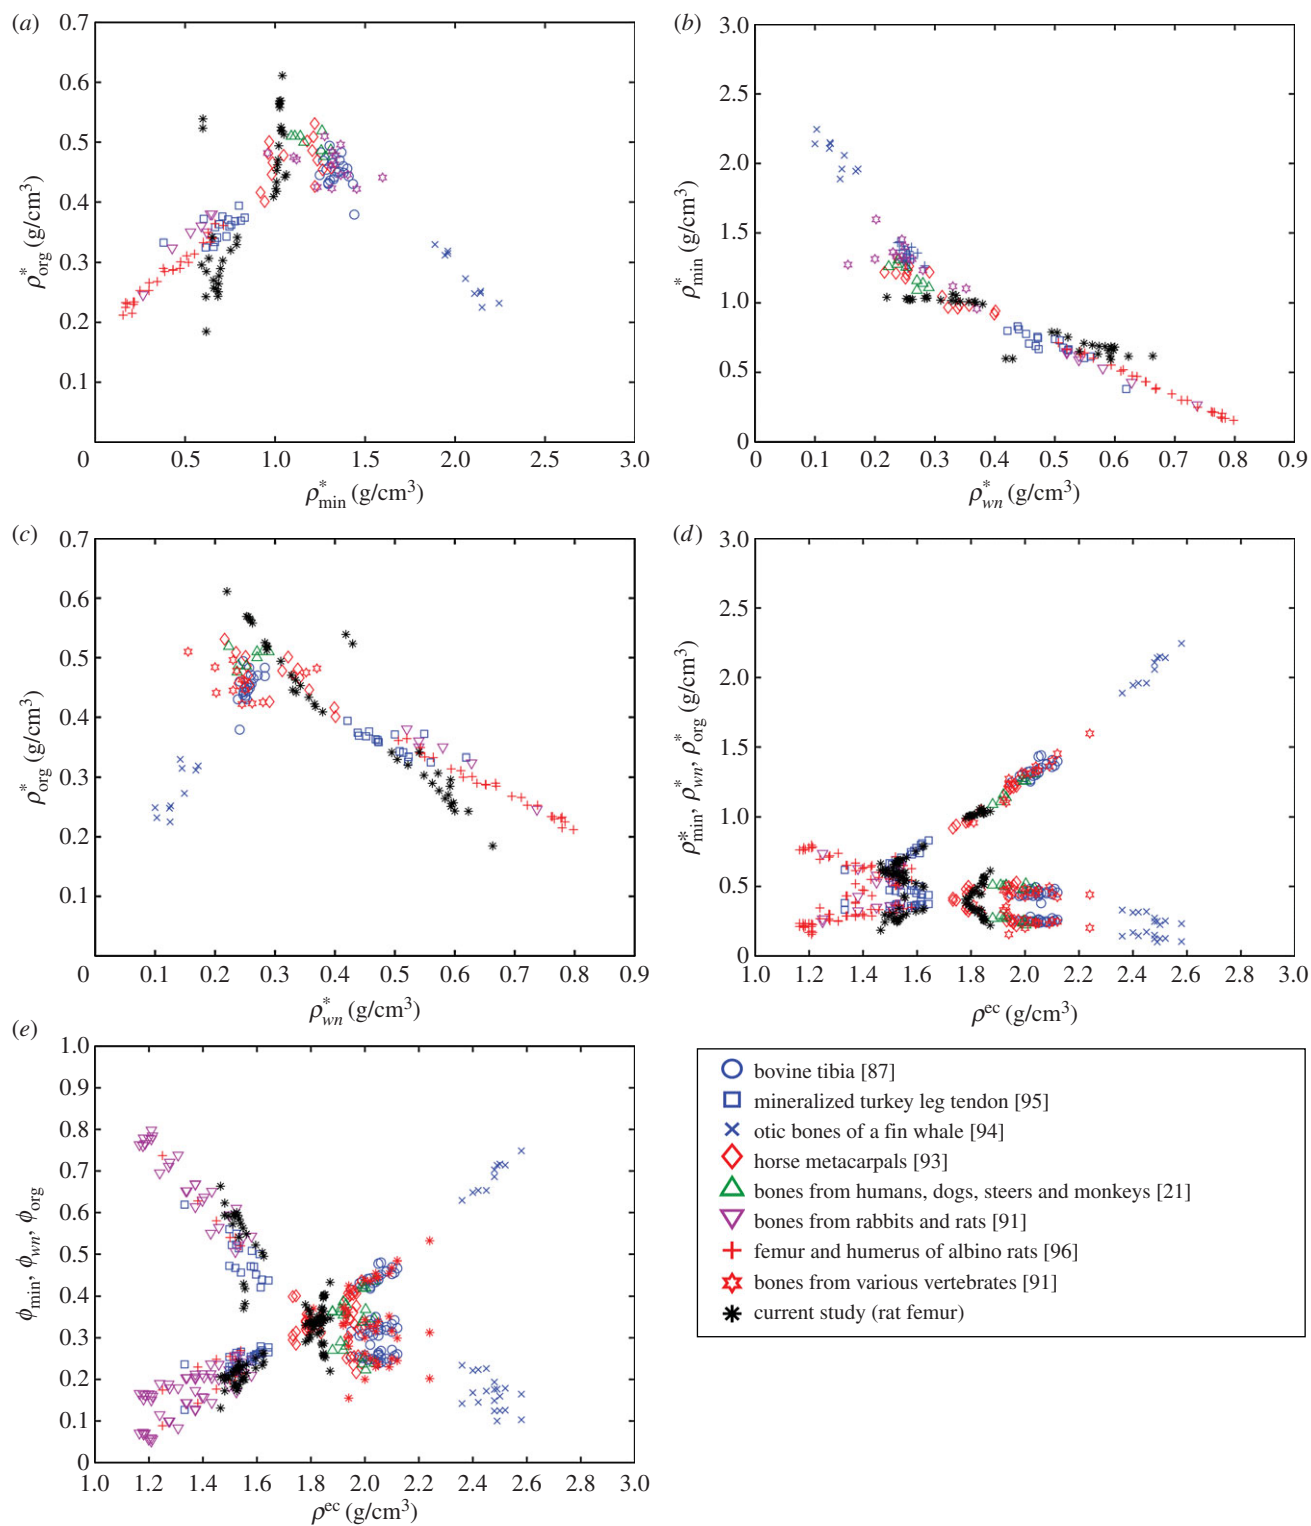 (a)
0.7
0.6
0.5
0.4
0.3
0.2
0.1
0 0.5 1.0 1.5 2.0 2.5 3.0
ρ*org (g/cm³)
ρ*min (g/cm³)
(b)
3.0
2.5
2.0
1.5
1.0
0.5
0
0 0.1 0.2 0.3 0.4 0.5 0.6 0.7 0.8 0.9
ρ*min (g/cm³)
ρ*wn (g/cm³)
(c)
0.7
0.6
0.5
0.4
0.3
0.2
0.1
0 0.1 0.2 0.3 0.4 0.5 0.6 0.7 0.8 0.9
ρ*org (g/cm³)
ρ*wn (g/cm³)
(d)
3.0
2.5
2.0
1.5
1.0
0.5
0
1.0 1.2 1.4 1.6 1.8 2.0 2.2 2.4 2.6 2.8 3.0
ρ*min, ρ*wn, ρ*org (g/cm³)
ρec (g/cm³)
(e)
1.0
0.9
0.8
0.7
0.6
0.5
0.4
0.3
0.2
0.1
0
1.0 1.2 1.4 1.6 1.8 2.0 2.2 2.4 2.6 2.8 3.0
ϕmin, ϕwn, ϕorg
ρec (g/cm³)
bovine tibia [87]
mineralized turkey leg tendon [95]
otic bones of a fin whale [94]
horse metacarpals [93]
bones from humans, dogs, steers and monkeys [21]
bones from rabbits and rats [91]
femur and humerus of albino rats [96]
bones from various vertebrates [91]
current study (rat femur)